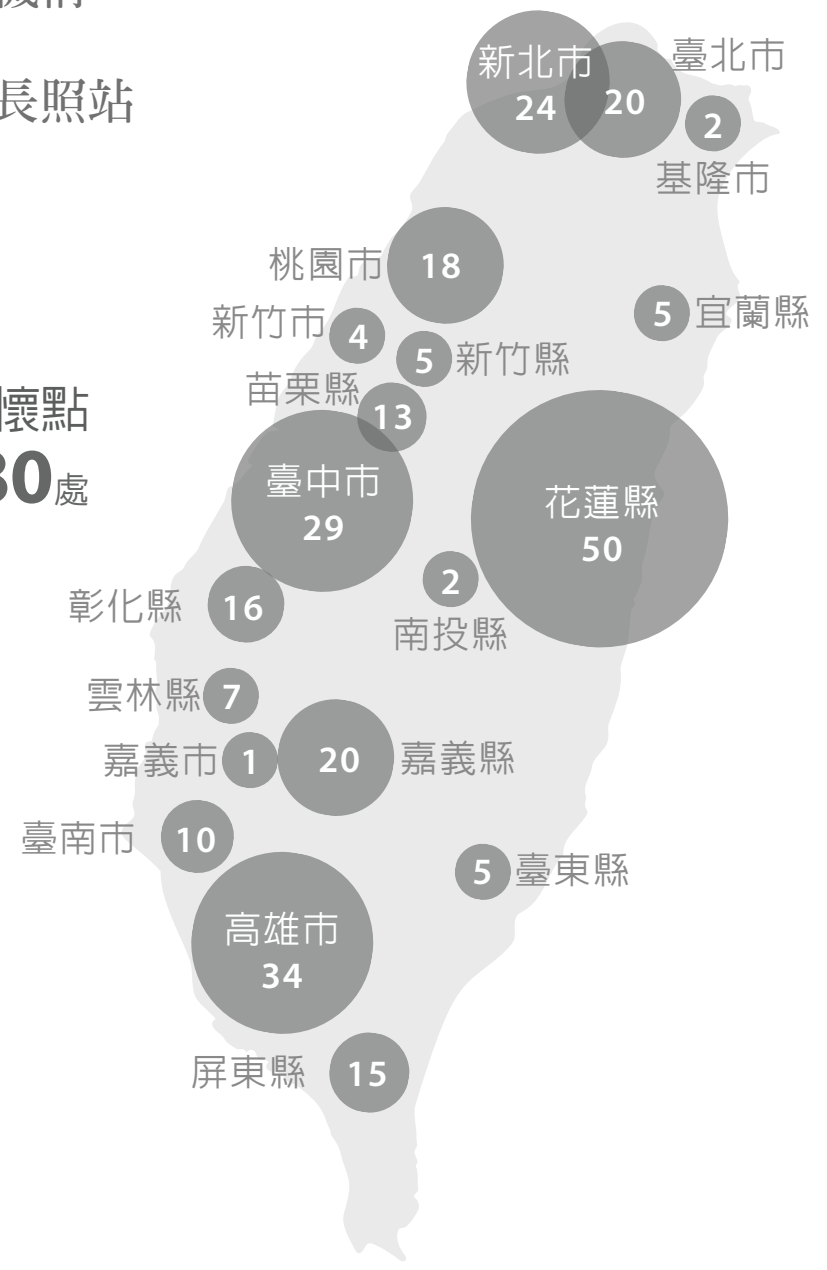 長照站
懷點
30處
新北市
24
臺北市
20
2
基隆市
桃園市
18
新竹市
4
5
宜蘭縣
5
新竹縣
苗栗縣
13
臺中市
29
花蓮縣
50
2
南投縣
彰化縣
16
雲林縣
7
嘉義市
1
20
嘉義縣
臺南市
10
5
臺東縣
高雄市
34
屏東縣
15